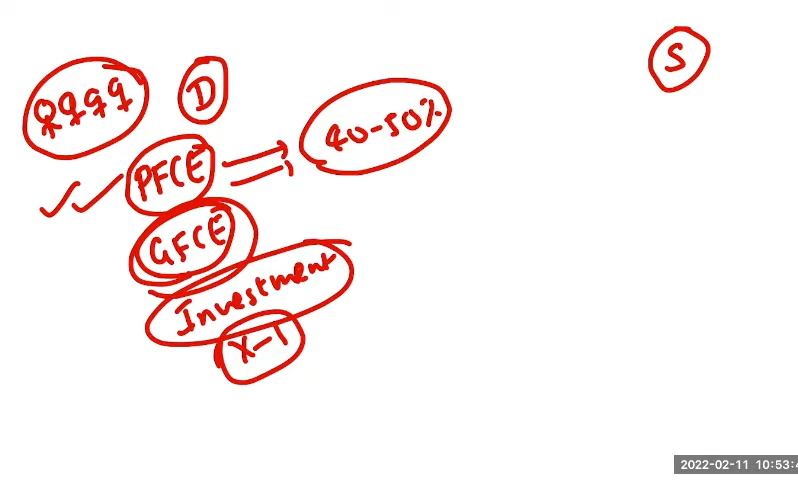 S
D
40-50%
PFCE
GFCE
Investment
X-I
2022-02-11 10:53:4